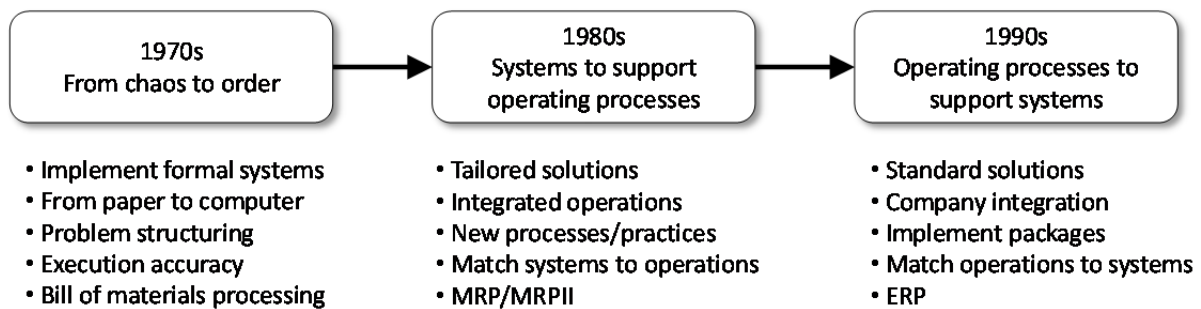 1970s
From chaos to order
1980s
Systems to support
operating processes
1990s
Operating processes to
support systems
• Implement formal systems
• From paper to computer
• Problem structuring
• Execution accuracy
• Bill of materials processing
• Tailored solutions
• Integrated operations
• New processes/practices
• Match systems to operations
• MRP/MRPII
• Standard solutions
• Company integration
• Implement packages
• Match operations to systems
• ERP